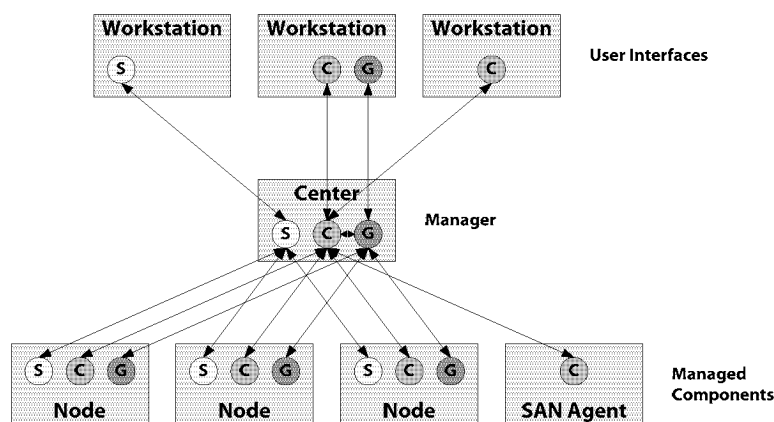 Workstation Workstation Workstation
S C G C
User Interfaces
Center
S C G
Manager
S C G S C G S C G C
Node Node Node SAN Agent
Managed
Components